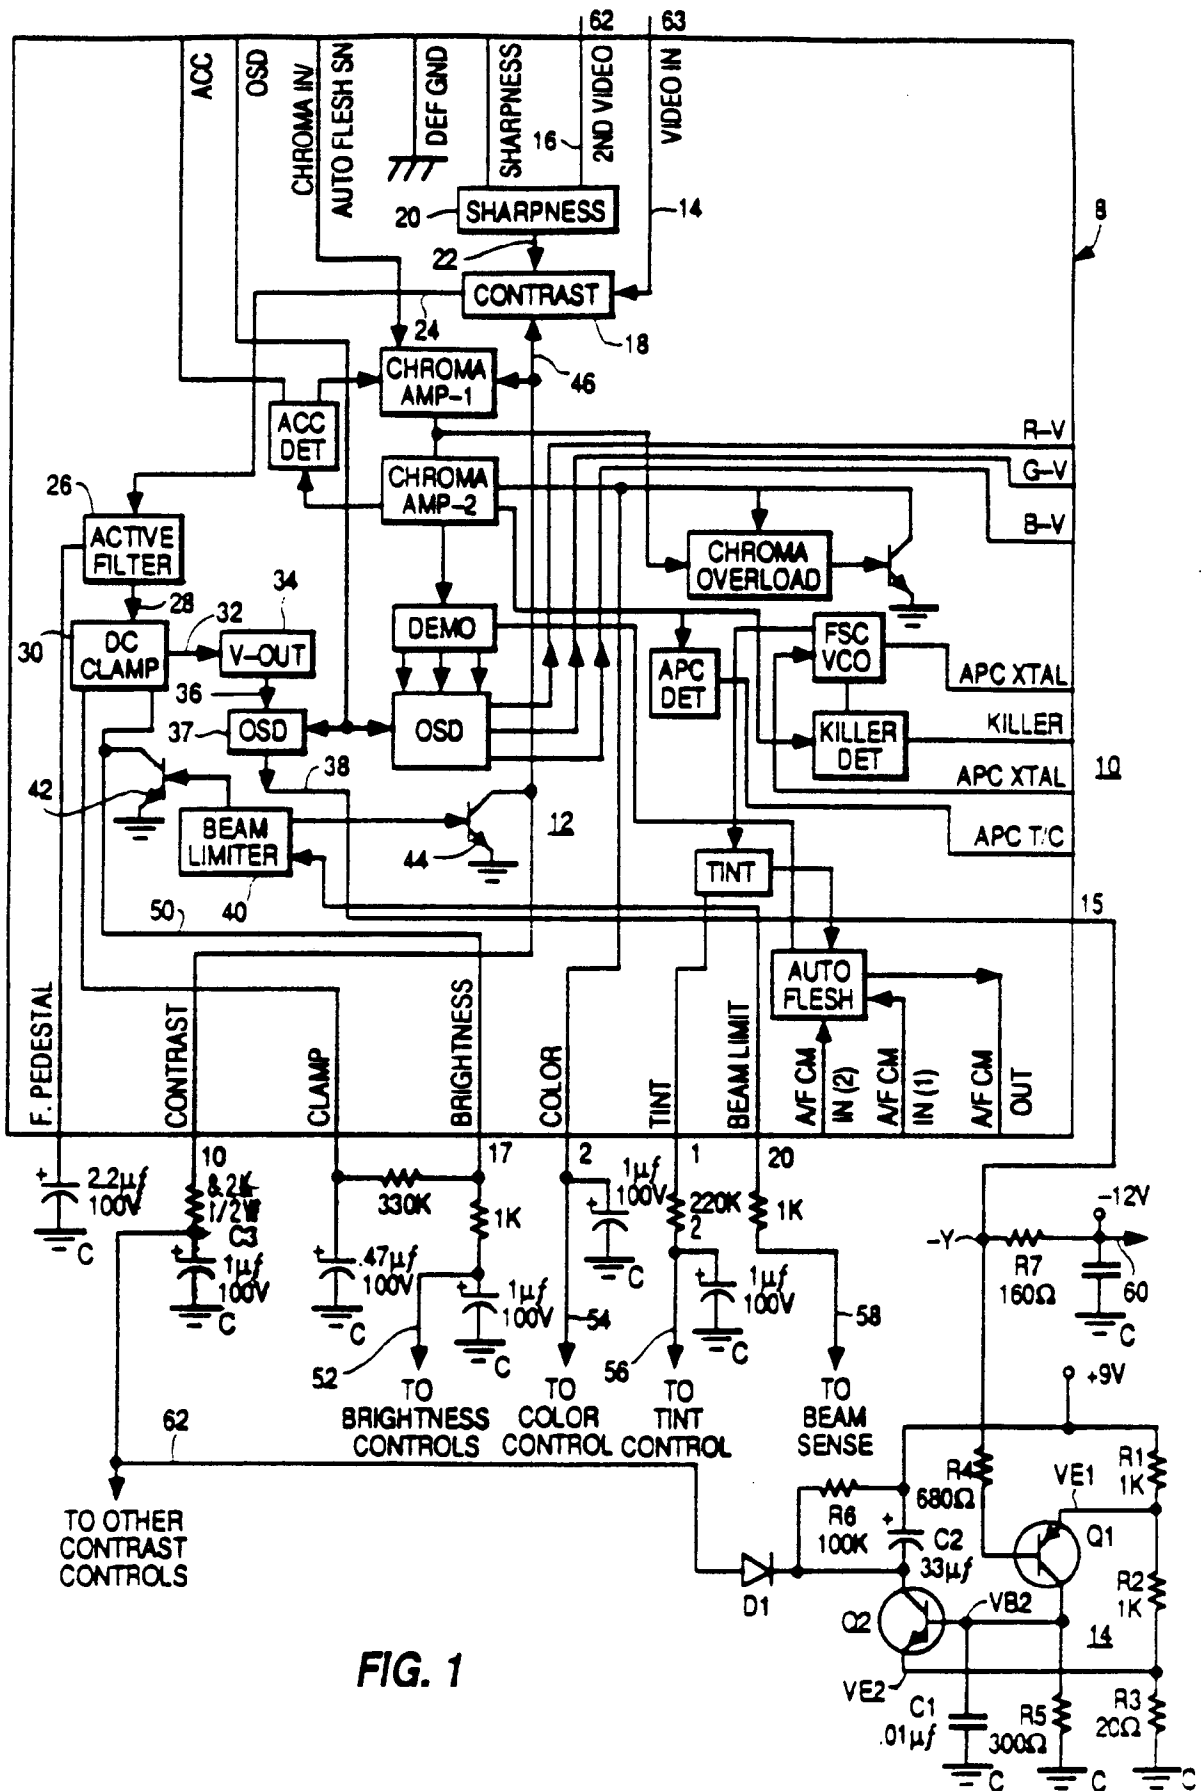 62
63
ACC
OSD
CHROMA IN/
AUTO FLESH SN
DEF GND
SHARPNESS
16
2ND VIDEO
VIDEO IN
20
SHARPNESS
14
8
22
CONTRAST
24
18
46
CHROMA
AMP-1
ACC
DET
R-Y
G-Y
B-Y
26
CHROMA
AMP-2
ACTIVE
FILTER
CHROMA
OVERLOAD
28
32
34
30
DC
CLAMP
V-OUT
DEMO
FSC
VCO
APC
DET
APC XTAL
36
37
OSD
OSD
KILLER
DET
KILLER
38
APC XTAL
10
42
BEAM
LIMITER
44
12
APC T/C
TINT
40
50
15
AUTO
FLESH
F. PEDESTAL
CONTRAST
CLAMP
BRIGHTNESS
COLOR
TINT
BEAM LIMIT
A/F CM
IN (2)
A/F CM
IN (1)
A/F CM
OUT
10
17
2
1
20
+
2.2µf
100V
C
8.2K
1/2W
C3
+
1µf
100V
C
330K
1K
+
.47µf
100V
C
+
1µf
100V
C
1µf
100V
+
C
220K
2
1K
+
1µf
100V
C
-12V
-Y
R7
160Ω
60
C
52
54
56
58
TO
BRIGHTNESS
CONTROLS
TO
COLOR
CONTROL
TO
TINT
CONTROL
TO
BEAM
SENSE
+9V
62
TO OTHER
CONTRAST
CONTROLS
R4
680Ω
VE1
R1
1K
R6
100K
+
C2
33µf
Q1
D1
Q2
VB2
R2
1K
14
VE2
C1
.01µf
R5
300Ω
R3
20Ω
C
C
C
FIG. 1